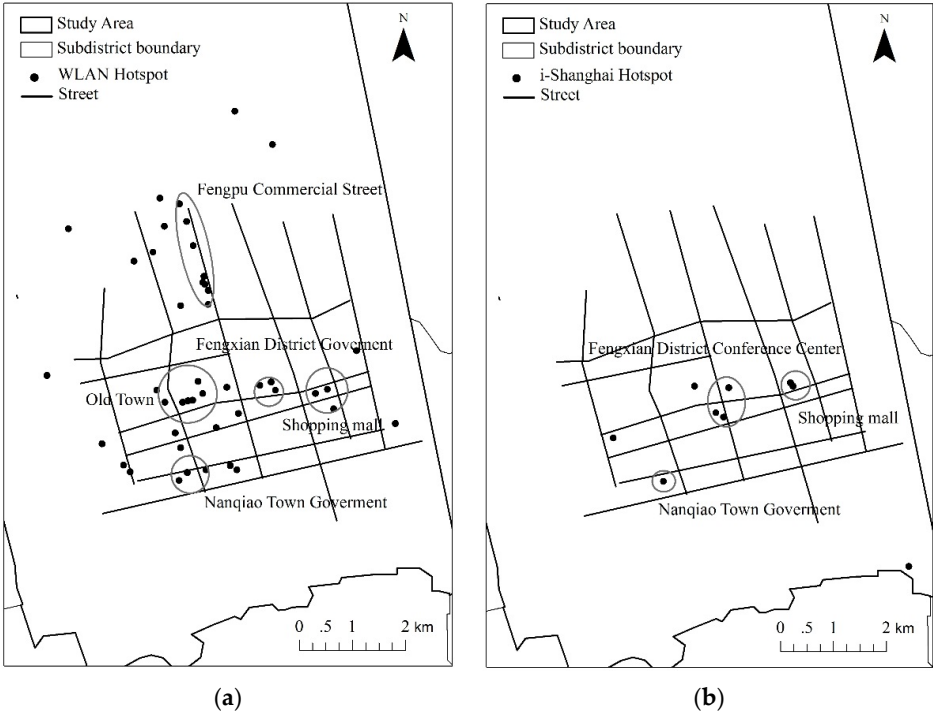 Study Area
Subdistrict boundary
WLAN Hotspot
Street
N
Fengpu Commercial Street
Fengxian District Goverment
Old Town
Shopping mall
Nanqiao Town Goverment
0 .5 1 2 km
(a)
Study Area
Subdistrict boundary
i-Shanghai Hotspot
Street
N
Fengxian District Conference Center
Shopping mall
Nanqiao Town Goverment
0 .5 1 2 km
(b)